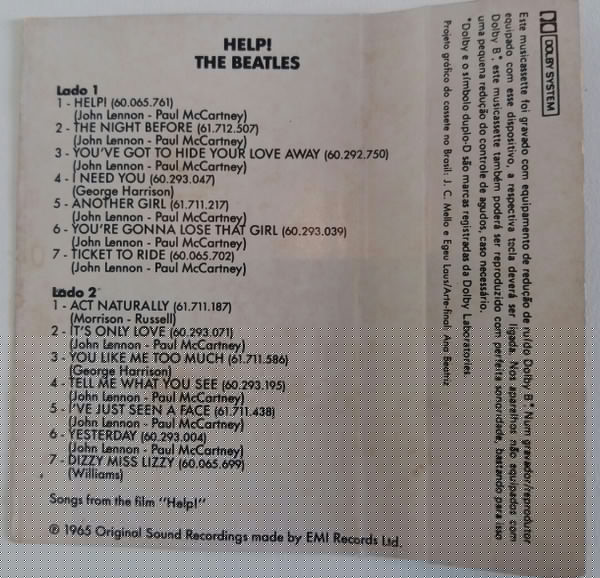 HELP!
THE BEATLES
Lado 1
1 - HELP! (60.065.761)
(John Lennon - Paul McCartney)
2 - THE NIGHT BEFORE (61.712.507)
(John Lennon - Paul McCartney)
3 - YOU'VE GOT TO HIDE YOUR LOVE AWAY (60.292.750)
(John Lennon - Paul McCartney)
4 - I NEED YOU (60.293.047)
(George Harrison)
5 - ANOTHER GIRL (61.711.217)
(John Lennon - Paul McCartney)
6 - YOU'RE GONNA LOSE THAT GIRL (60.293.039)
(John Lennon - Paul McCartney)
7 - TICKET TO RIDE (60.065.702)
(John Lennon - Paul McCartney)
Lado 2
1 - ACT NATURALLY (61.711.187)
(Morrison - Russell)
2 - IT'S ONLY LOVE (60.293.071)
(John Lennon - Paul McCartney)
3 - YOU LIKE ME TOO MUCH (61.711.586)
(George Harrison)
4 - TELL ME WHAT YOU SEE (60.293.195)
(John Lennon - Paul McCartney)
5 - I'VE JUST SEEN A FACE (61.711.438)
(John Lennon - Paul McCartney)
6 - YESTERDAY (60.293.004)
(John Lennon - Paul McCartney)
7 - DIZZY MISS LIZZY (60.065.699)
(Williams)
Songs from the film "Help!"
℗ 1965 Original Sound Recordings made by EMI Records Ltd.
DOLBY SYSTEM
Este musicassette foi gravado com equipamento de redução de ruído Dolby B*. Num gravador/reprodutor
equipado com esse dispositivo, a respectiva tecla deverá ser ligada. Nos aparelhos não equipados com
Dolby B*, este musicassette também poderá ser reproduzido com perfeita sonoridade, bastando para isso
uma pequena redução do controle de agudos, caso necessário.
*Dolby e o símbolo duplo-D são marcas registradas da Dolby Laboratories.
Projeto gráfico do cassete no Brasil: J. C. Mello e Egeu Laus/Arte-final: Ana Beatriz